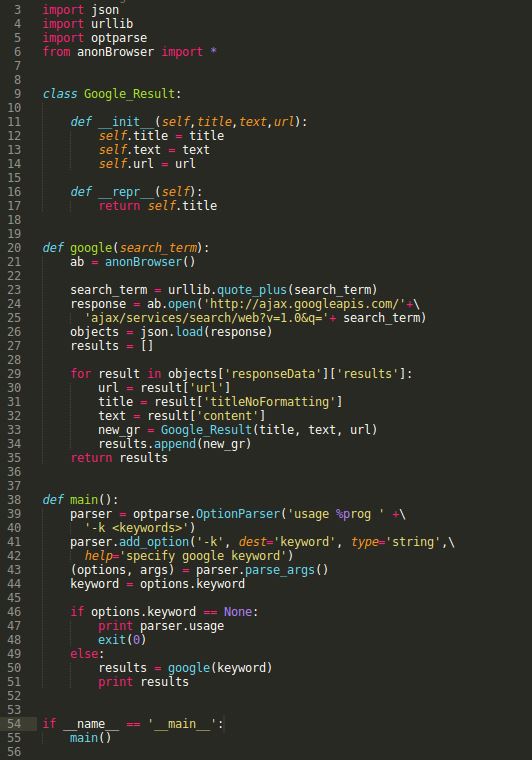 3 import json
4 import urllib
5 import optparse
6 from anonBrowser import *
7
8
9 class Google_Result:
10
11     def __init__(self,title,text,url):
12         self.title = title
13         self.text = text
14         self.url = url
15
16     def __repr__(self):
17         return self.title
18
19
20 def google(search_term):
21     ab = anonBrowser()
22
23     search_term = urllib.quote_plus(search_term)
24     response = ab.open('http://ajax.googleapis.com/'+\
25       'ajax/services/search/web?v=1.0&q='+ search_term)
26     objects = json.load(response)
27     results = []
28
29     for result in objects['responseData']['results']:
30         url = result['url']
31         title = result['titleNoFormatting']
32         text = result['content']
33         new_gr = Google_Result(title, text, url)
34         results.append(new_gr)
35     return results
36
37
38 def main():
39     parser = optparse.OptionParser('usage %prog ' +\
40       '-k <keywords>')
41     parser.add_option('-k', dest='keyword', type='string',\
42       help='specify google keyword')
43     (options, args) = parser.parse_args()
44     keyword = options.keyword
45
46     if options.keyword == None:
47         print parser.usage
48         exit(0)
49     else:
50         results = google(keyword)
51         print results
52
53
54 if __name__ == '__main__':
55     main()
56